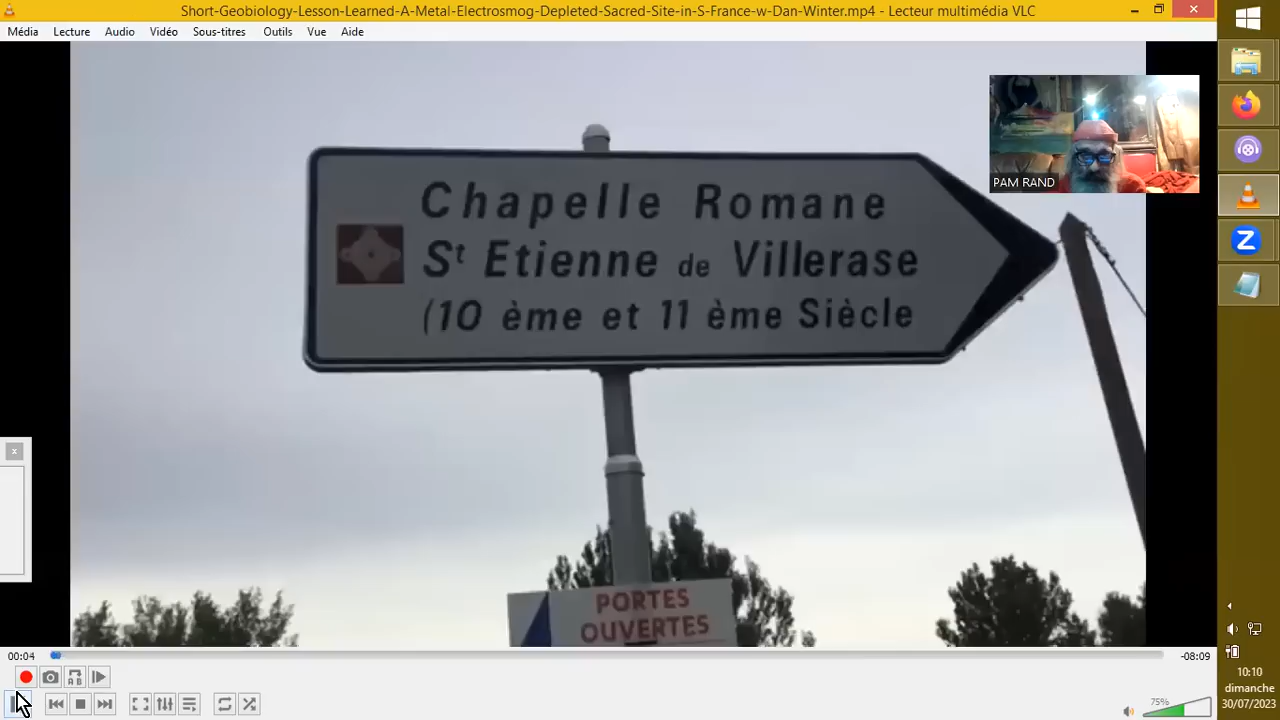 Short-Geobiology-Lesson-Learned-A-Metal-Electrosmog-Depleted-Sacred-Site-in-S-France-w-Dan-Winter.mp4 - Lecteur multimédia VLC
Média Lecture Audio Vidéo Sous-titres Outils Vue Aide
PAM RAND
Chapelle Romane
St Etienne de Villerase
(10 ème et 11 ème Siècle
PORTES
OUVERTES
00:04
-08:09
75%
10:10
dimanche
30/07/2023